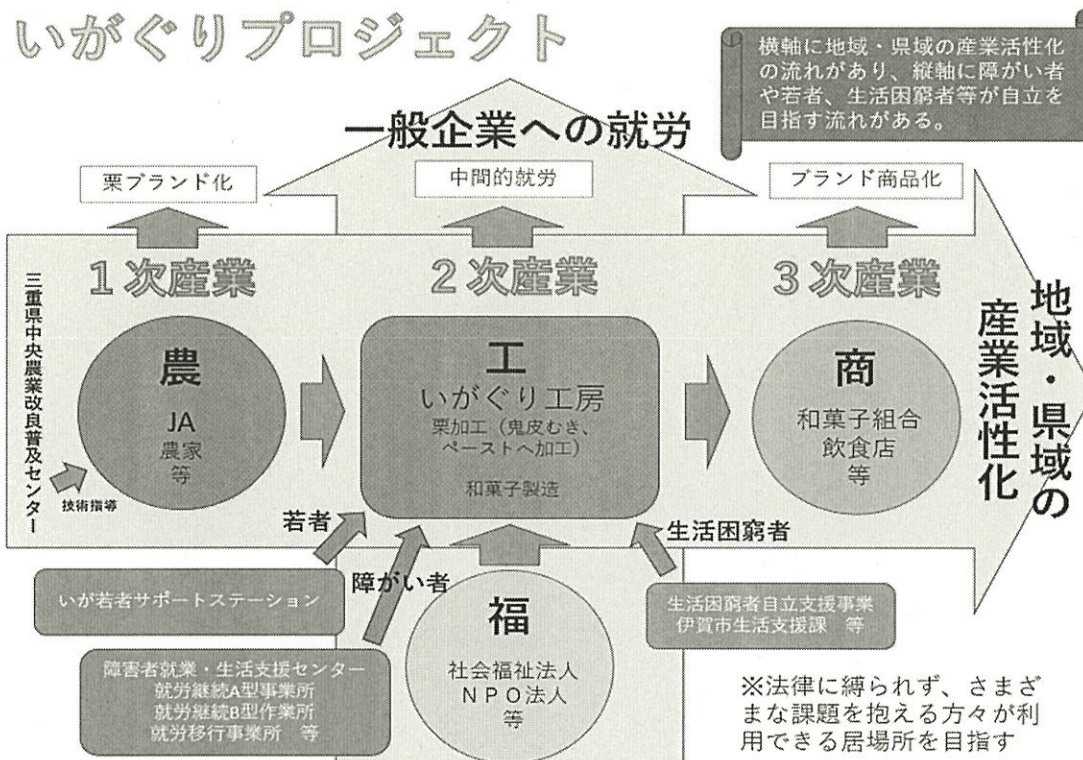 いがぐりプロジェクト
横軸に地域・県域の産業活性化
の流れがあり、縦軸に障がい者
や若者、生活困窮者等が自立を
目指す流れがある。
一般企業への就労
栗ブランド化
中間的就労
ブランド商品化
1次産業
2次産業
3次産業
三重県中央農業改良普及センター
技術指導
農
JA
農家
等
工
いがぐり工房
栗加工（鬼皮むき、
ペーストへ加工）
和菓子製造
商
和菓子組合
飲食店
等
地域・県域の
産業活性化
若者
障がい者
生活困窮者
いが若者サポートステーション
障害者就業・生活支援センター
就労継続A型事業所
就労継続B型作業所
就労移行事業所　等
福
社会福祉法人
ＮＰＯ法人
等
生活困窮者自立支援事業
伊賀市生活支援課　等
※法律に縛られず、さまざ
まな課題を抱える方々が利
用できる居場所を目指す